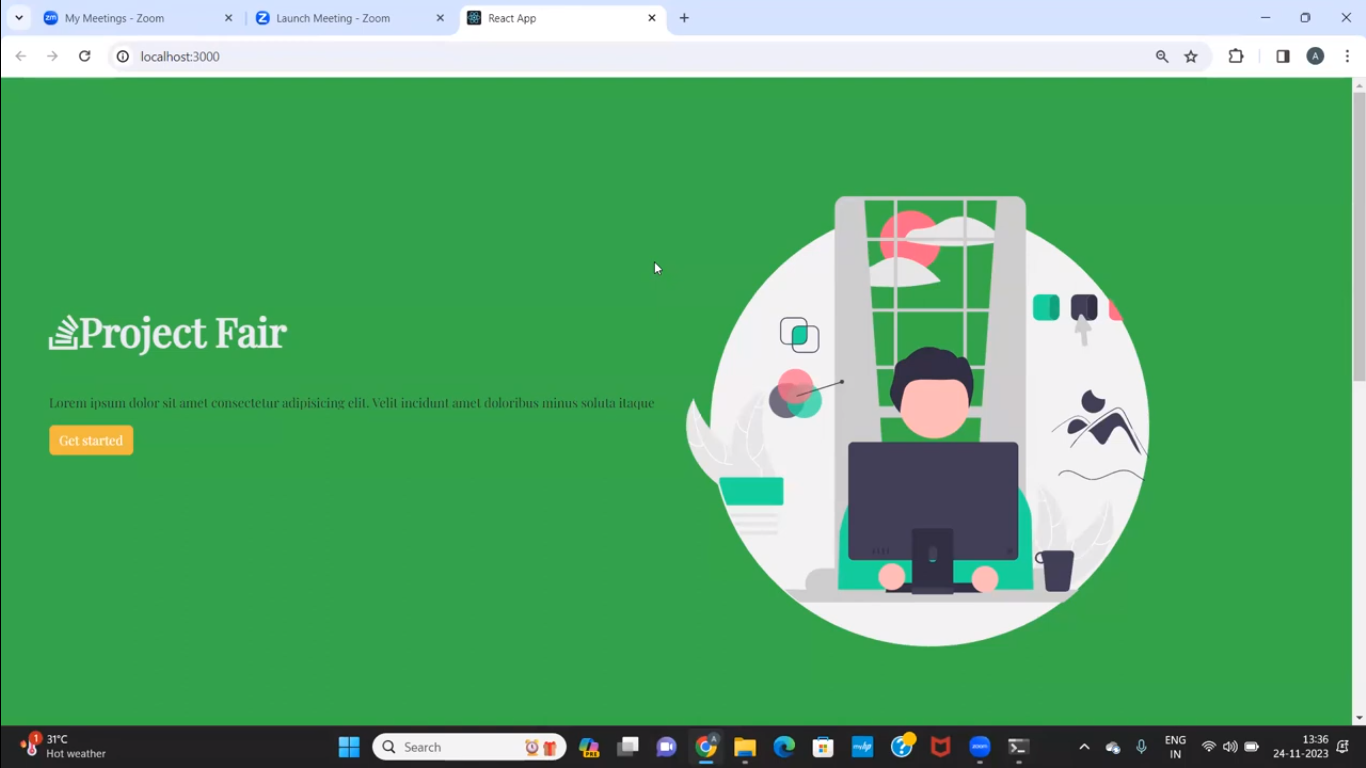 My Meetings - Zoom
Launch Meeting - Zoom
React App
localhost:3000
A
Project Fair
Lorem ipsum dolor sit amet consectetur adipisicing elit. Velit incidunt amet doloribus minus soluta itaque
Get started
1
31°C
Hot weather
Search
ENG
IN
13:36
24-11-2023